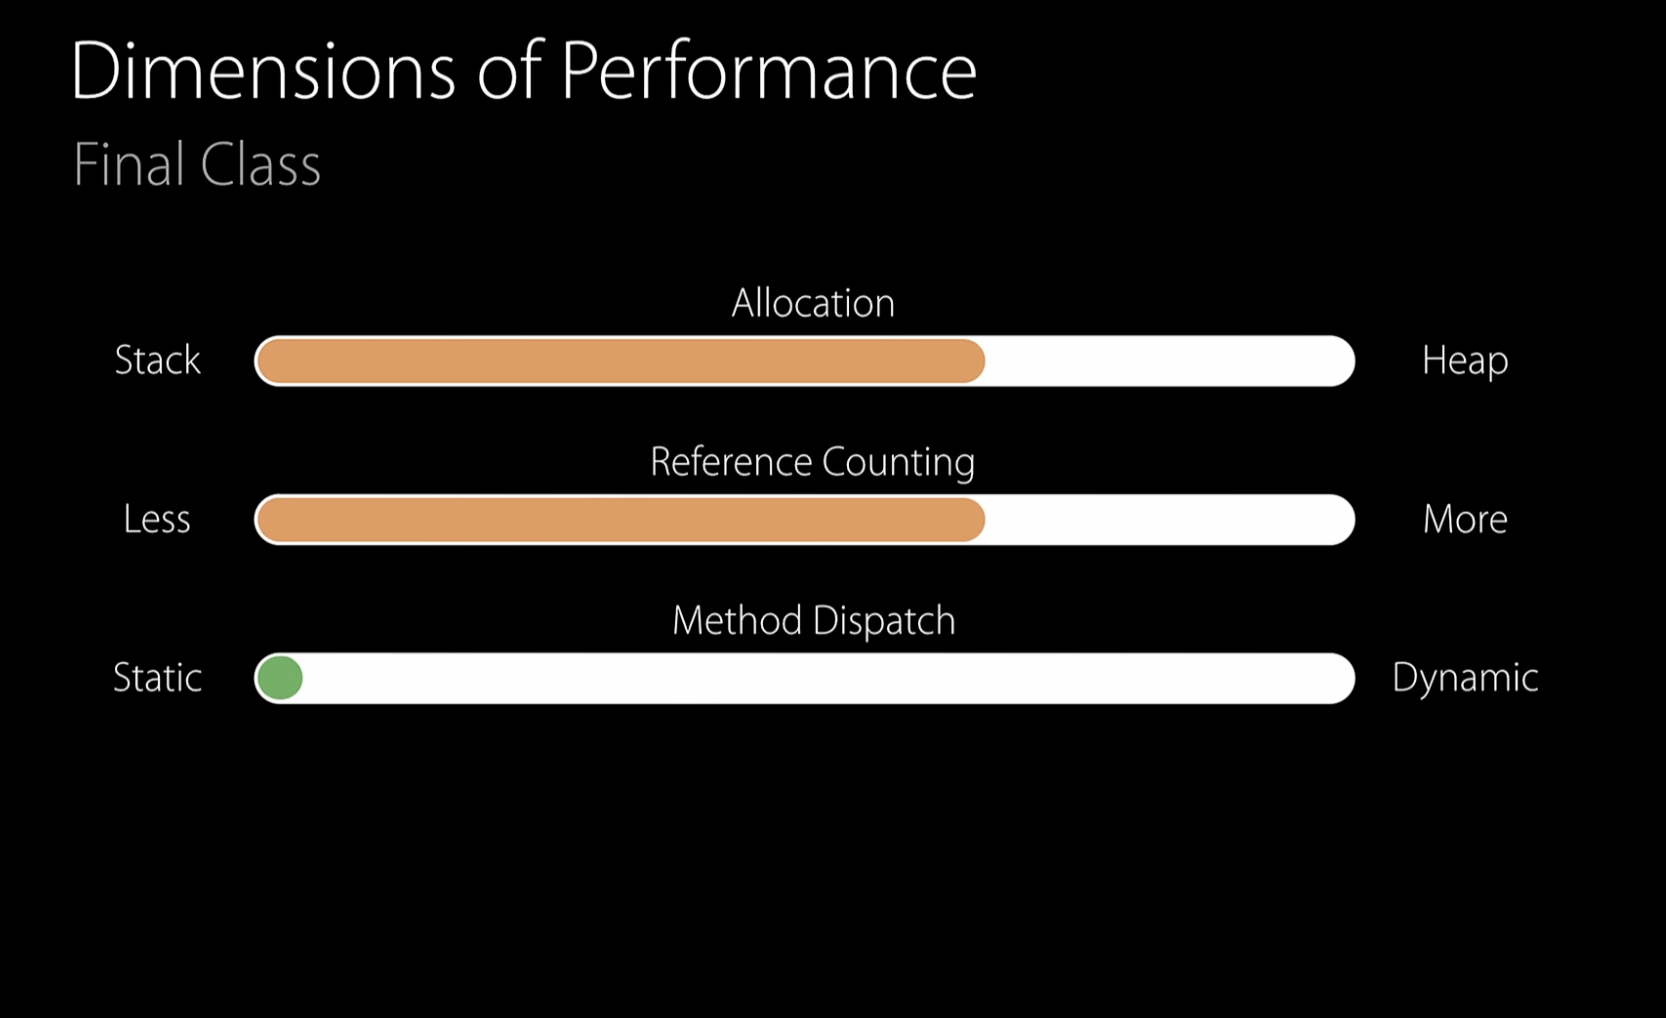 Dimensions of Performance
Final Class
Allocation
Stack
Heap
Reference Counting
Less
More
Method Dispatch
Static
Dynamic